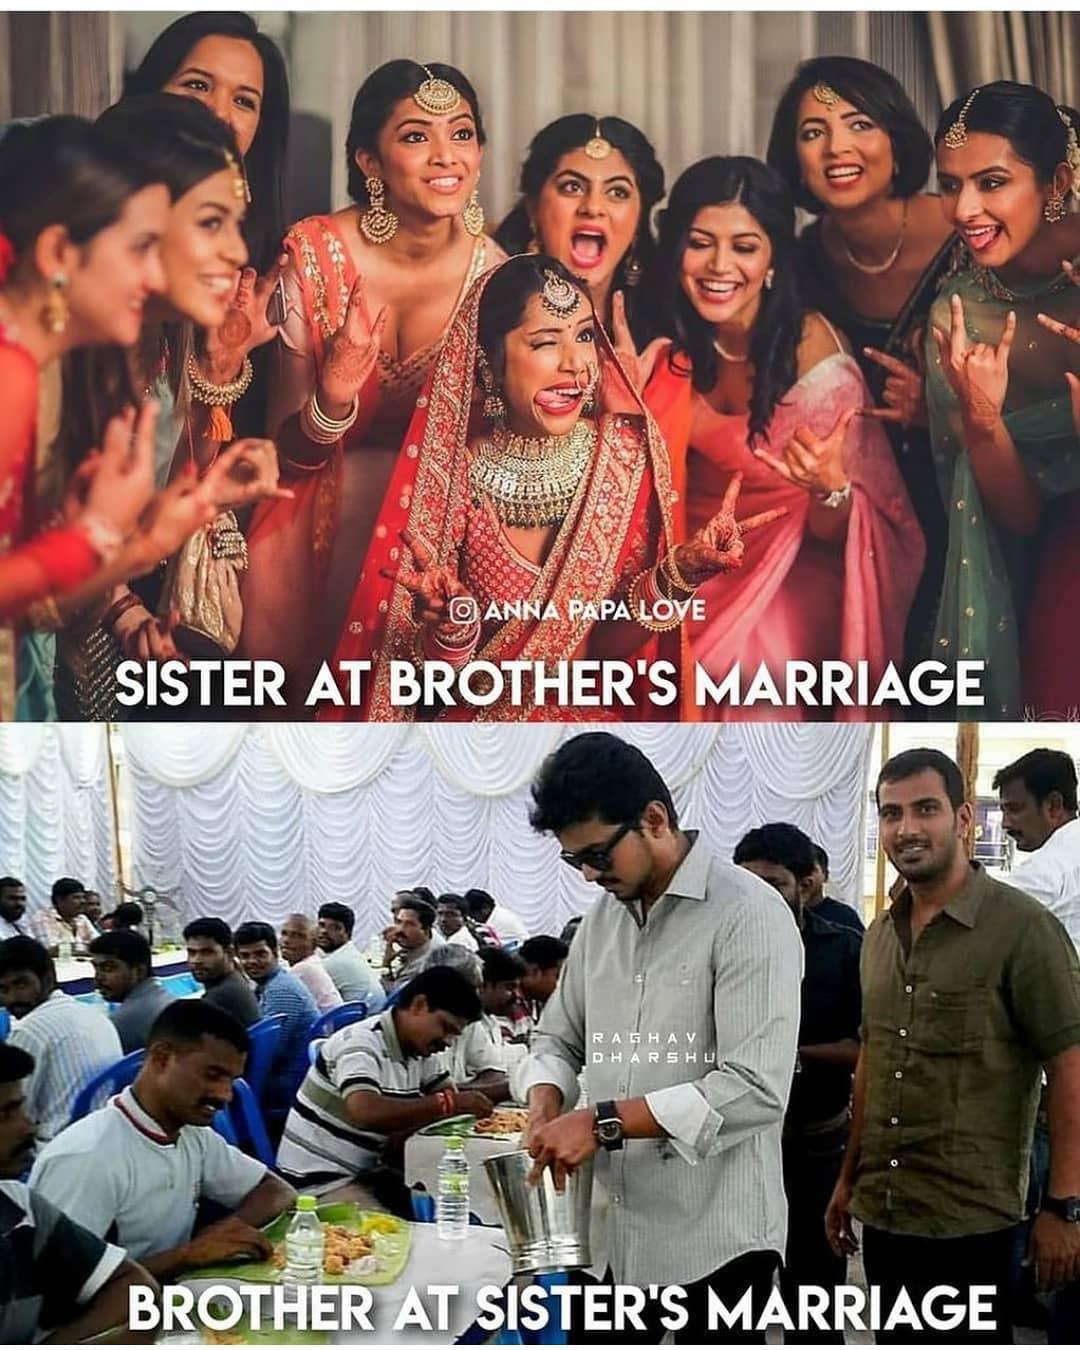 ANNA PAPA LOVE
SISTER AT BROTHER'S MARRIAGE
RAGHAV
DHARSHU
BROTHER AT SISTER'S MARRIAGE